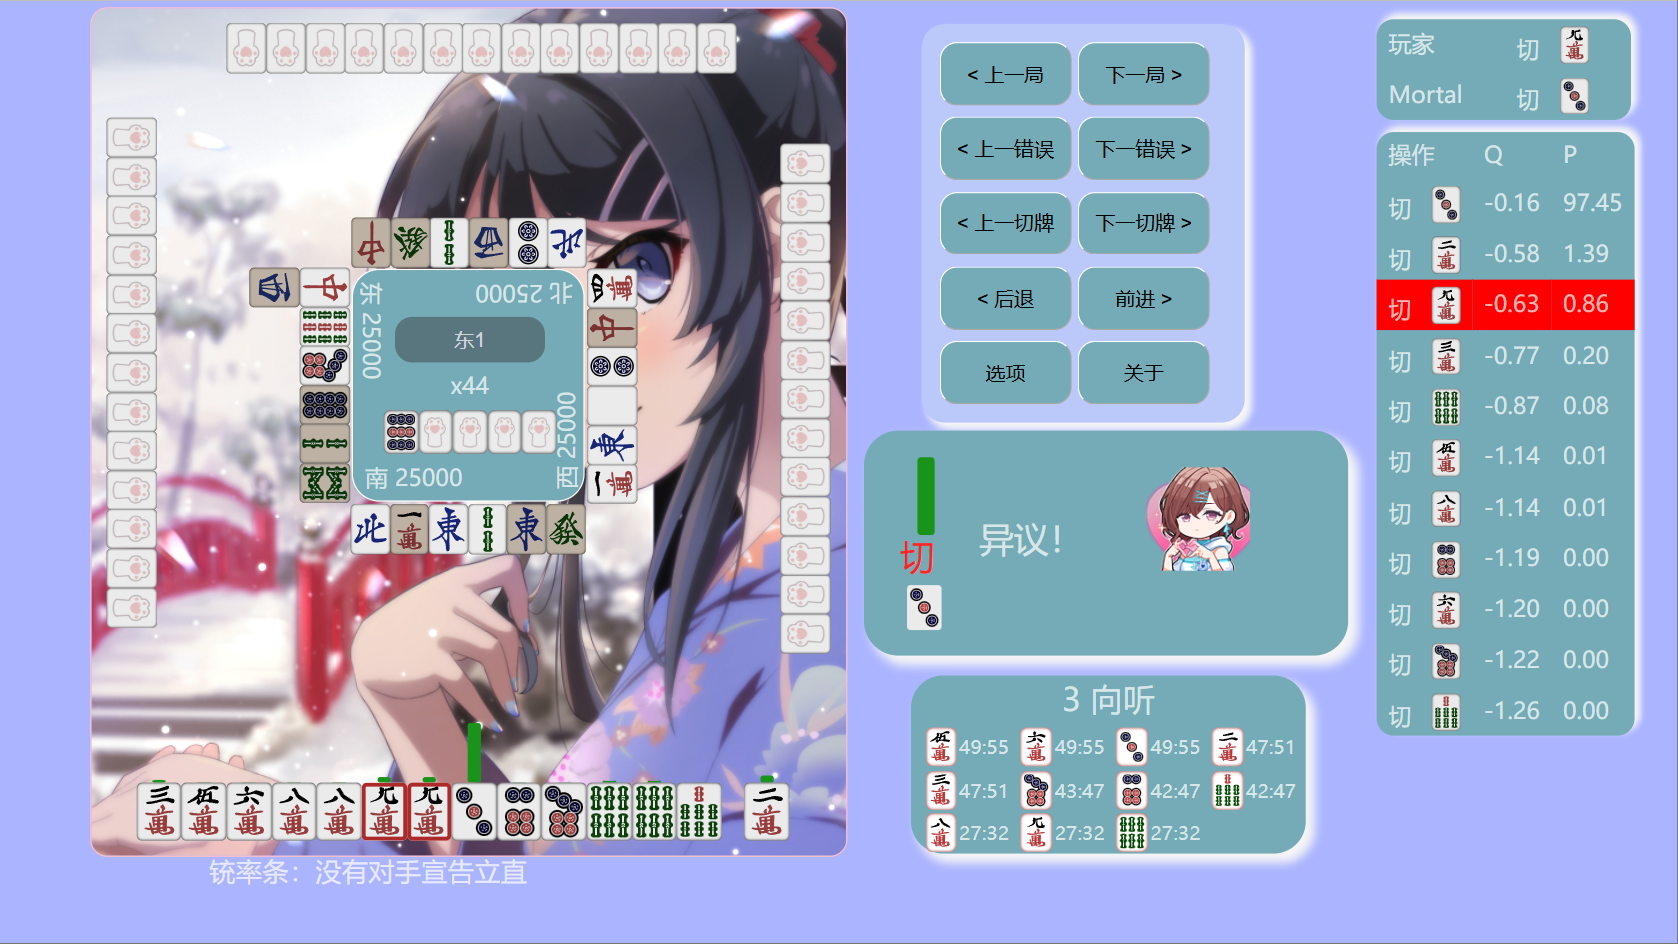 北 25000
东 25000
东1
x44
西 25000
南 25000
铳率条：没有对手宣告立直
< 上一局
下一局 >
< 上一错误
下一错误 >
< 上一切牌
下一切牌 >
< 后退
前进 >
选项
关于
切
异议！
3 向听
49:55 49:55 49:55 47:51
47:51 43:47 42:47 42:47
27:32 27:32 27:32
玩家 切
Mortal 切
操作 Q P
切 -0.16 97.45
切 -0.58 1.39
切 -0.63 0.86
切 -0.77 0.20
切 -0.87 0.08
切 -1.14 0.01
切 -1.14 0.01
切 -1.19 0.00
切 -1.20 0.00
切 -1.22 0.00
切 -1.26 0.00